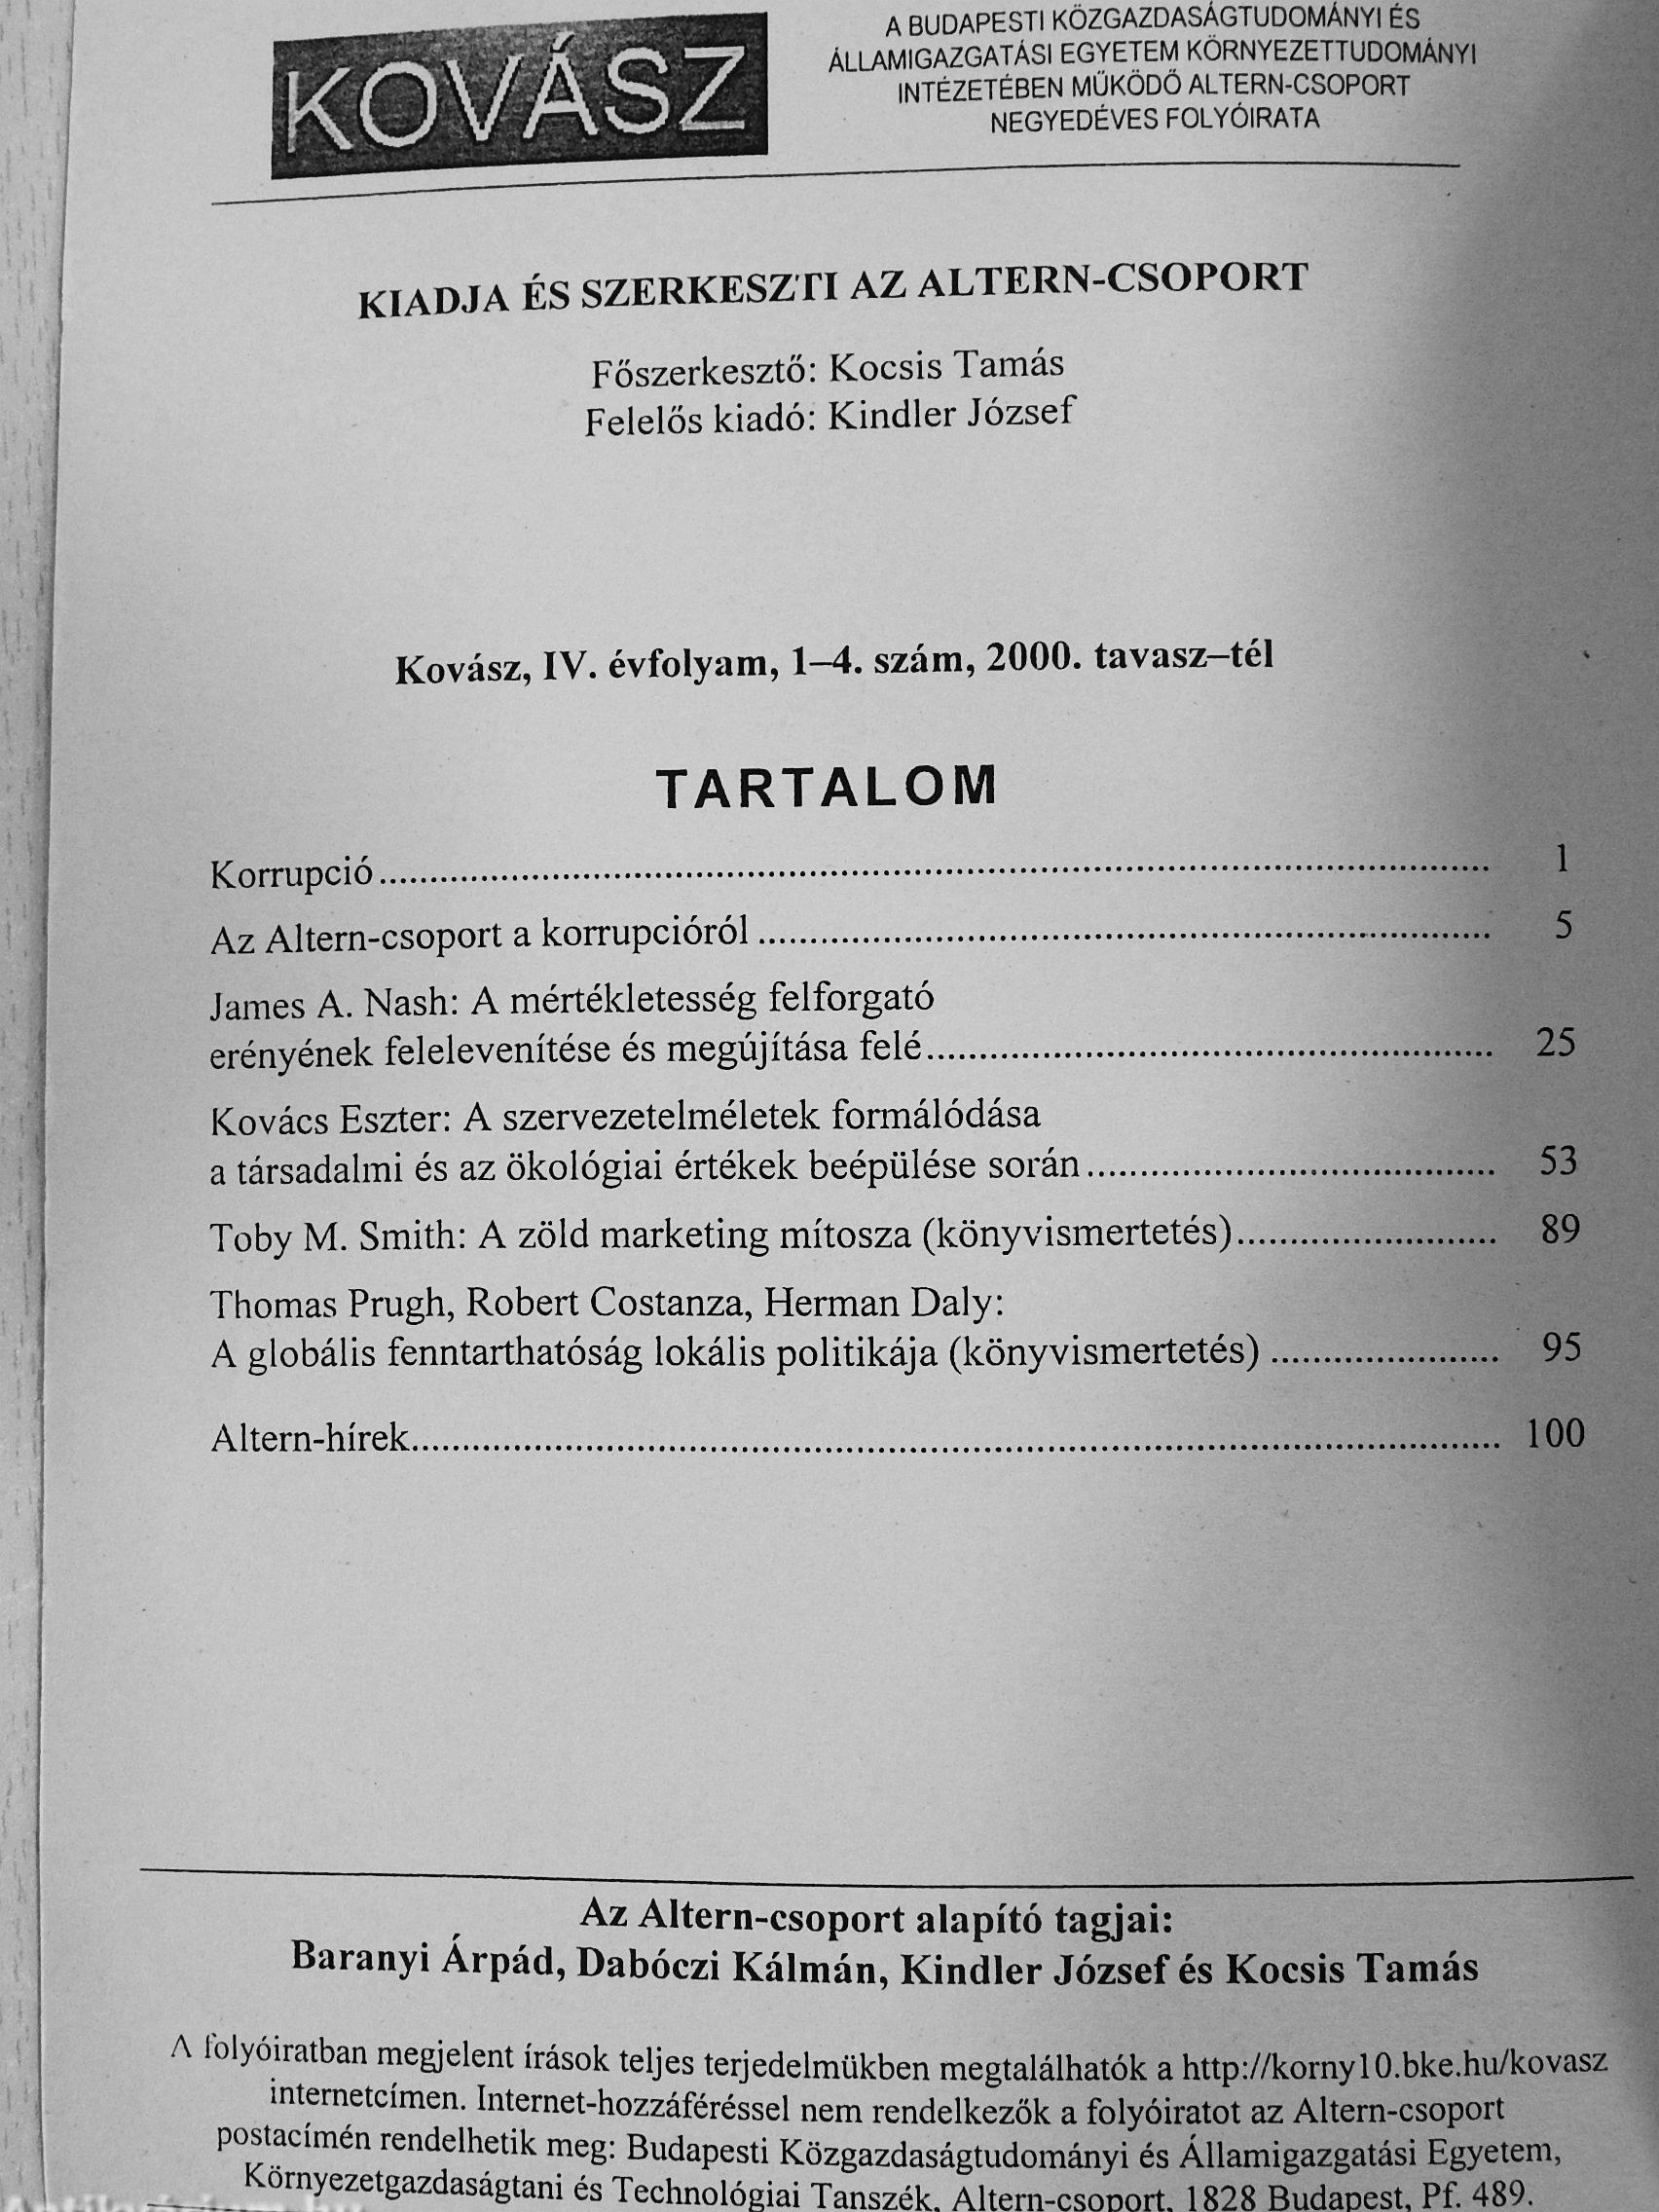 KOVÁSZ
A BUDAPESTI KÖZGAZDASÁGTUDOMÁNYI ÉS
ÁLLAMIGAZGATÁSI EGYETEM KÖRNYEZETTUDOMÁNYI
INTÉZETÉBEN MŰKÖDŐ ALTERN-CSOPORT
NEGYEDÉVES FOLYÓIRATA
KIADJA ÉS SZERKESZTI AZ ALTERN-CSOPORT
Főszerkesztő: Kocsis Tamás
Felelős kiadó: Kindler József
Kovász, IV. évfolyam, 1–4. szám, 2000. tavasz–tél
TARTALOM
Korrupció 1
Az Altern-csoport a korrupcióról 5
James A. Nash: A mértékletesség felforgató
erényének felelevenítése és megújítása felé 25
Kovács Eszter: A szervezetelméletek formálódása
a társadalmi és az ökológiai értékek beépülése során 53
Toby M. Smith: A zöld marketing mítosza (könyvismertetés) 89
Thomas Prugh, Robert Costanza, Herman Daly:
A globális fenntarthatóság lokális politikája (könyvismertetés) 95
Altern-hírek 100
Az Altern-csoport alapító tagjai:
Baranyi Árpád, Dabóczi Kálmán, Kindler József és Kocsis Tamás
A folyóiratban megjelent írások teljes terjedelmükben megtalálhatók a http://korny10.bke.hu/kovasz
internetcímen. Internet-hozzáféréssel nem rendelkezők a folyóiratot az Altern-csoport
postacímén rendelhetik meg: Budapesti Közgazdaságtudományi és Államigazgatási Egyetem,
Környezetgazdaságtani és Technológiai Tanszék, Altern-csoport, 1828 Budapest, Pf. 489.